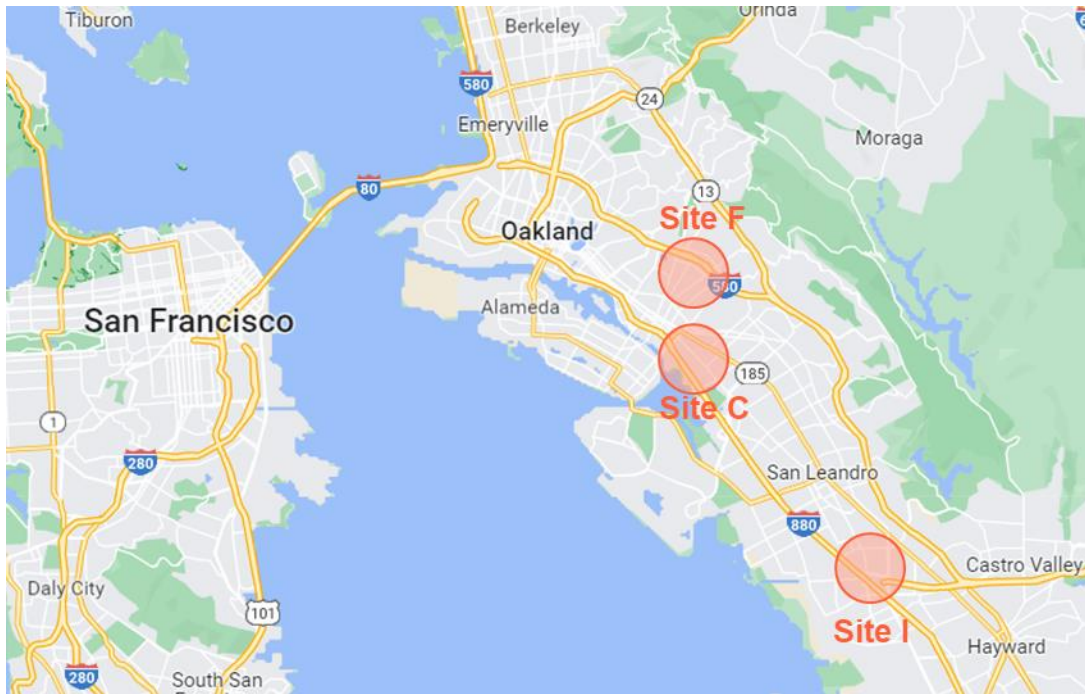 Tiburon
Orinda
Berkeley
580
24
Emeryville
Moraga
80
13
Site F
Oakland
580
Alameda
San Francisco
185
Site C
1
280
San Leandro
880
Castro Valley
Daly City
101
Site I
Hayward
280
South San